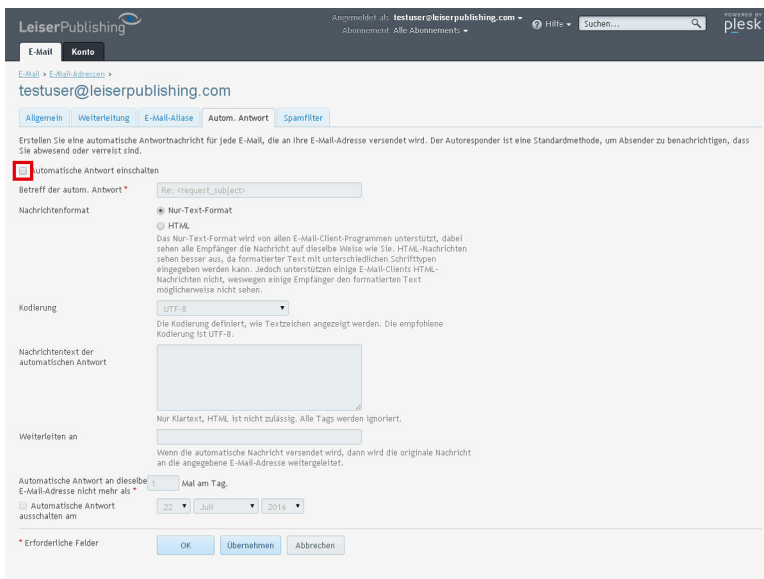 LeiserPublishing
Angemeldet als testuser@leiserpublishing.com
Abonnement Alle Abonnements
Hilfe
Suchen...
POWERED BY
plesk
E-Mail Konto
E-Mail > E-Mail-Adressen >
testuser@leiserpublishing.com
Allgemein Weiterleitung E-Mail-Aliase Autom. Antwort Spamfilter
Erstellen Sie eine automatische Antwortnachricht für jede E-Mail, die an Ihre E-Mail-Adresse versendet wird. Der Autoresponder ist eine Standardmethode, um Absender zu benachrichtigen, dass
Sie abwesend oder verreist sind.
Automatische Antwort einschalten
Betreff der autom. Antwort * Re: <request_subject>
Nachrichtenformat Nur-Text-Format
HTML
Das Nur-Text-Format wird von allen E-Mail-Client-Programmen unterstützt, dabei
sehen alle Empfänger die Nachricht auf dieselbe Weise wie Sie. HTML-Nachrichten
sehen besser aus, da formatierter Text mit unterschiedlichen Schrifttypen
eingegeben werden kann. Jedoch unterstützen einige E-Mail-Clients HTML-
Nachrichten nicht, weswegen einige Empfänger den formatierten Text
möglicherweise nicht sehen.
Kodierung UTF-8
Die Kodierung definiert, wie Textzeichen angezeigt werden. Die empfohlene
Kodierung ist UTF-8.
Nachrichtentext der
automatischen Antwort
Nur Klartext, HTML ist nicht zulässig. Alle Tags werden ignoriert.
Weiterleiten an
Wenn die automatische Nachricht versendet wird, dann wird die originale Nachricht
an die angegebene E-Mail-Adresse weitergeleitet.
Automatische Antwort an dieselbe
E-Mail-Adresse nicht mehr als * 1 Mal am Tag.
Automatische Antwort
ausschalten am 22 Juli 2016
* Erforderliche Felder OK Übernehmen Abbrechen